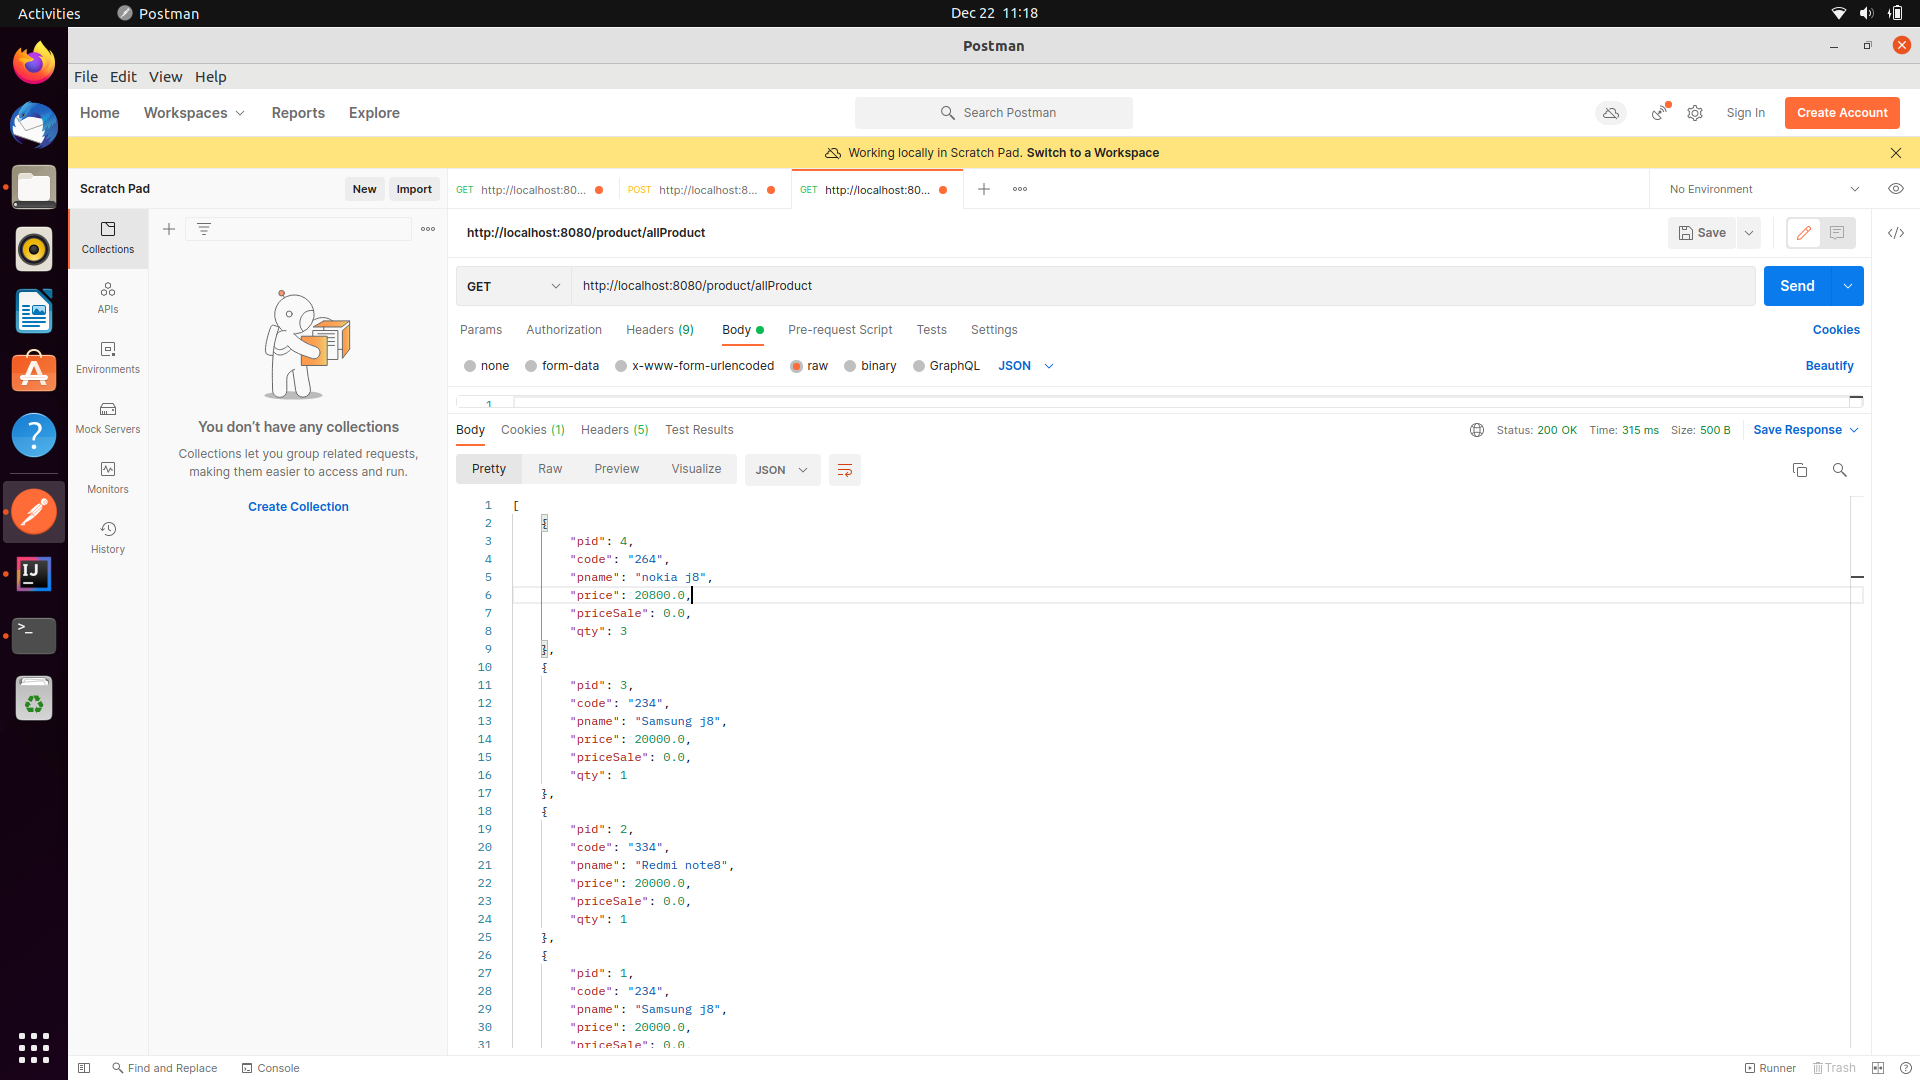 Activities
Postman
Dec 22 11:18
Postman
File Edit View Help
Home Workspaces Reports Explore
Search Postman
Sign In
Create Account
Working locally in Scratch Pad. Switch to a Workspace
Scratch Pad
New
Import
GET http://localhost:80...
POST http://localhost:8...
GET http://localhost:80...
No Environment
Collections
APIs
Environments
Mock Servers
Monitors
History
You don't have any collections
Collections let you group related requests,
making them easier to access and run.
Create Collection
http://localhost:8080/product/allProduct
Save
GET
http://localhost:8080/product/allProduct
Send
Params Authorization Headers (9) Body Pre-request Script Tests Settings
Cookies
none form-data x-www-form-urlencoded raw binary GraphQL JSON
Beautify
1
Body Cookies (1) Headers (5) Test Results
Status: 200 OK Time: 315 ms Size: 500 B
Save Response
Pretty Raw Preview Visualize
JSON
1 [
2 {
3 "pid": 4,
4 "code": "264",
5 "pname": "nokia j8",
6 "price": 20800.0,
7 "priceSale": 0.0,
8 "qty": 3
9 },
10 {
11 "pid": 3,
12 "code": "234",
13 "pname": "Samsung j8",
14 "price": 20000.0,
15 "priceSale": 0.0,
16 "qty": 1
17 },
18 {
19 "pid": 2,
20 "code": "334",
21 "pname": "Redmi note8",
22 "price": 20000.0,
23 "priceSale": 0.0,
24 "qty": 1
25 },
26 {
27 "pid": 1,
28 "code": "234",
29 "pname": "Samsung j8",
30 "price": 20000.0,
31 "priceSale": 0.0,
Find and Replace
Console
Runner
Trash